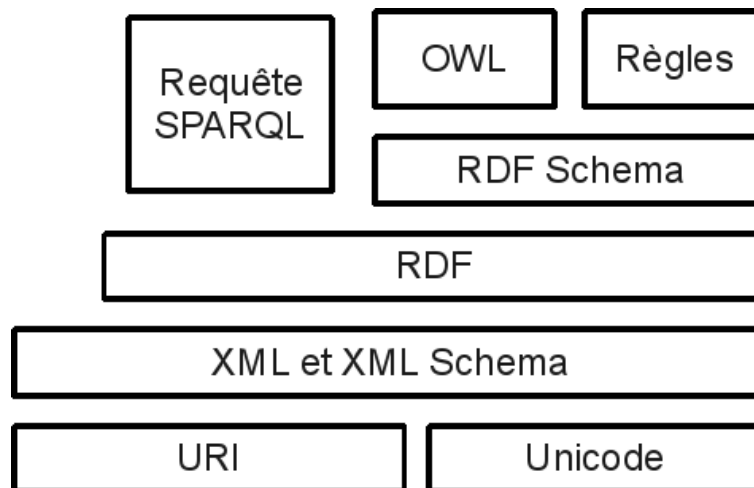 Requête
SPARQL
OWL
Règles
RDF Schema
RDF
XML et XML Schema
URI
Unicode